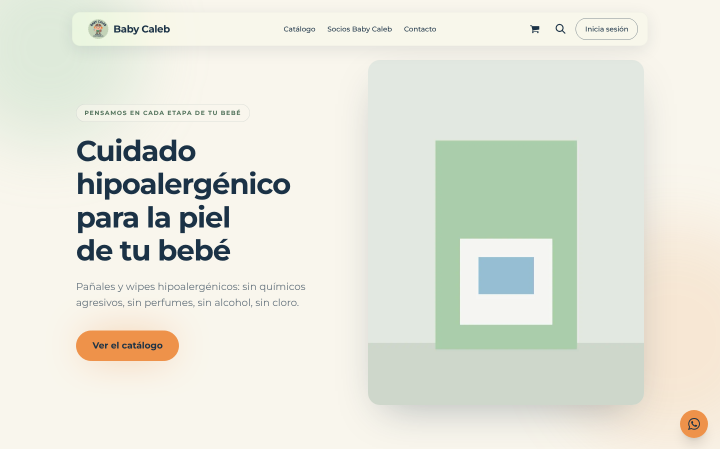 Baby Caleb
Catálogo
Socios Baby Caleb
Contacto
Inicia sesión
PENSAMOS EN CADA ETAPA DE TU BEBÉ
Cuidado
hipoalergénico
para la piel
de tu bebé
Pañales y wipes hipoalergénicos: sin químicos
agresivos, sin perfumes, sin alcohol, sin cloro.
Ver el catálogo